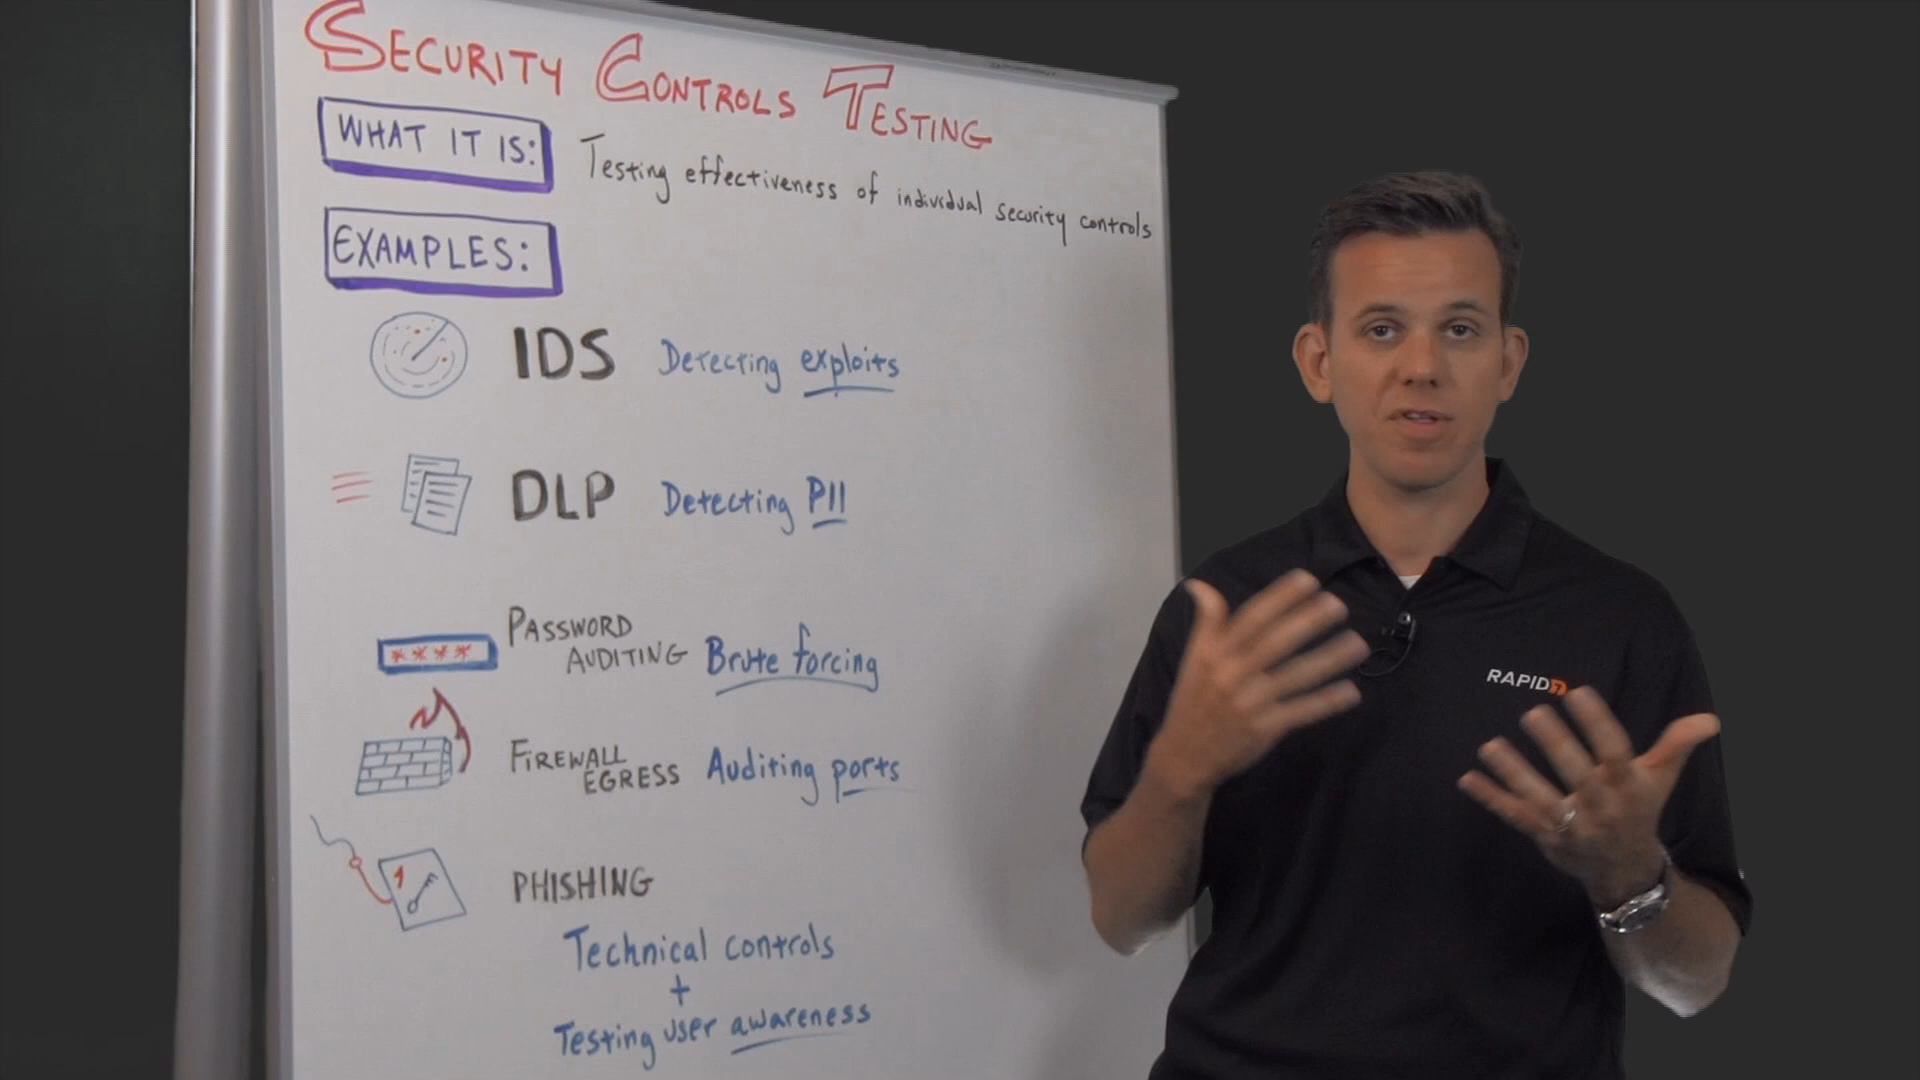 SECURITY CONTROLS TESTING
WHAT IT IS: Testing effectiveness of individual security controls
EXAMPLES:
IDS Detecting exploits
DLP Detecting PII
****
PASSWORD
AUDITING Brute forcing
FIREWALL
EGRESS Auditing ports
PHISHING
Technical controls
+
Testing user awareness
RAPID7